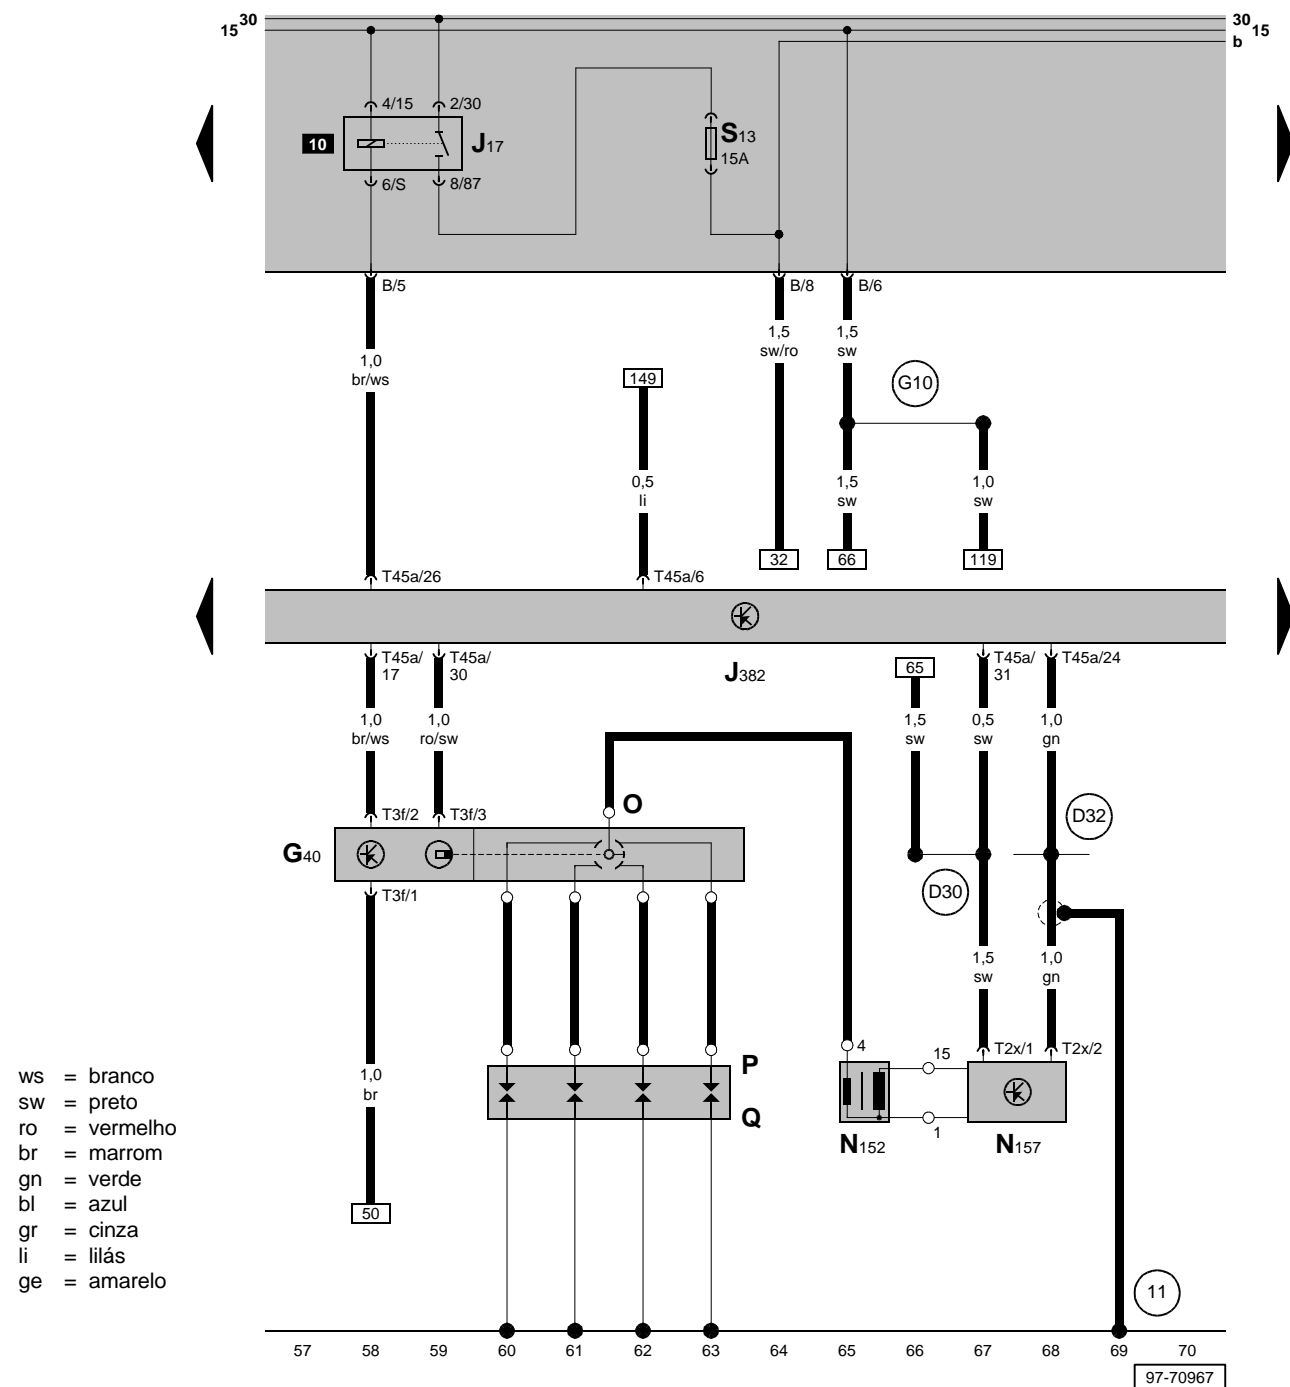 30
15
30
15
b
4/15
2/30
10
J17
S13
15A
6/S
8/87
B/5
B/8
B/6
1,5
sw/ro
1,5
sw
1,0
br/ws
149
G10
0,5
li
1,5
sw
1,0
sw
32
66
119
T45a/26
T45a/6
T45a/
17
T45a/
30
J382
65
T45a/
31
T45a/24
1,0
br/ws
1,0
ro/sw
1,5
sw
0,5
sw
1,0
gn
T3f/2
T3f/3
O
D32
G40
T3f/1
D30
1,5
sw
1,0
gn
4
15
T2x/1
T2x/2
P
Q
1
N152
N157
1,0
br
50
ws = branco
sw = preto
ro = vermelho
br = marrom
gn = verde
bl = azul
gr = cinza
li = lilás
ge = amarelo
11
57 58 59 60 61 62 63 64 65 66 67 68 69 70
97-70967